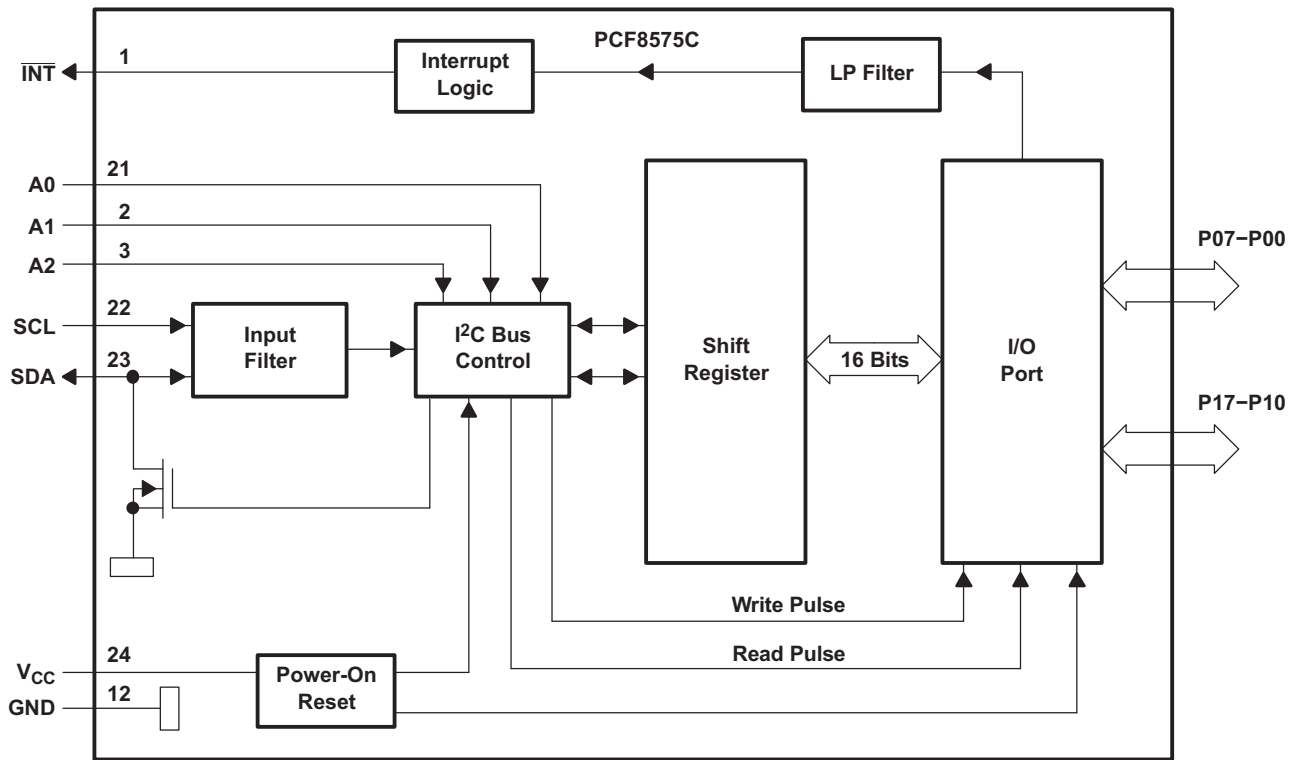 PCF8575C
INT
1
Interrupt
Logic
LP Filter
A0
21
A1
2
A2
3
SCL
22
SDA
23
Input
Filter
I²C Bus
Control
Shift
Register
16 Bits
I/O
Port
P07–P00
P17–P10
Write Pulse
Read Pulse
VCC
24
GND
12
Power-On
Reset